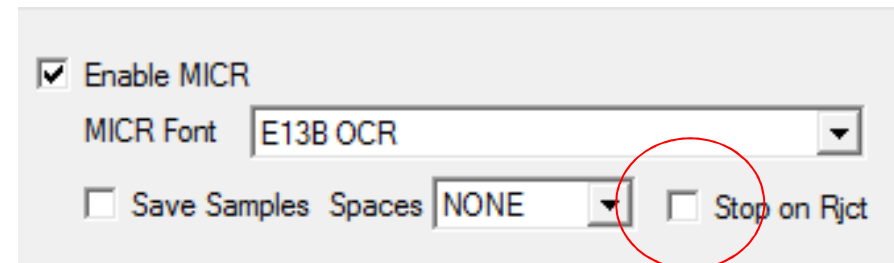 Enable MICR
MICR Font E13B OCR
Save Samples Spaces NONE Stop on Rjct